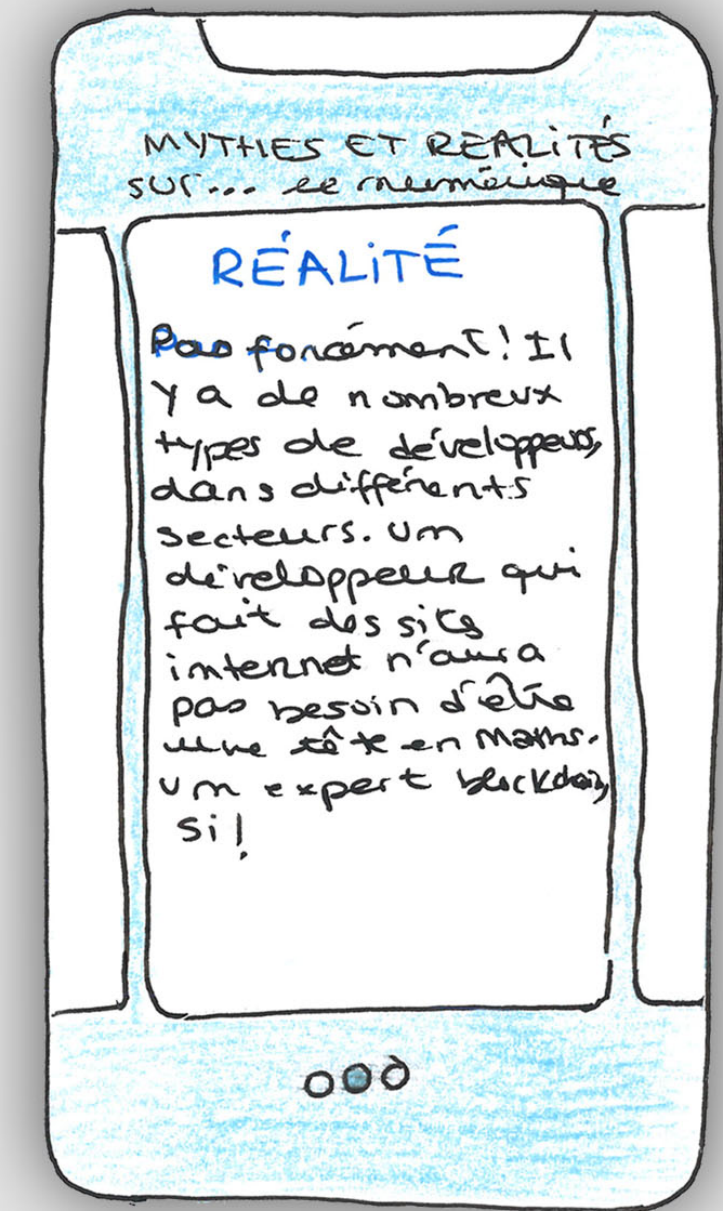 MYTHES ET RÉALITÉS
sur... le numérique
RÉALITÉ
Pas forcément! Il
y a de nombreux
types de développeurs,
dans différents
secteurs. Un
développeur qui
fait des sites
internet n'aura
pas besoin d'être
une tête en maths.
Un expert blockchain,
si!